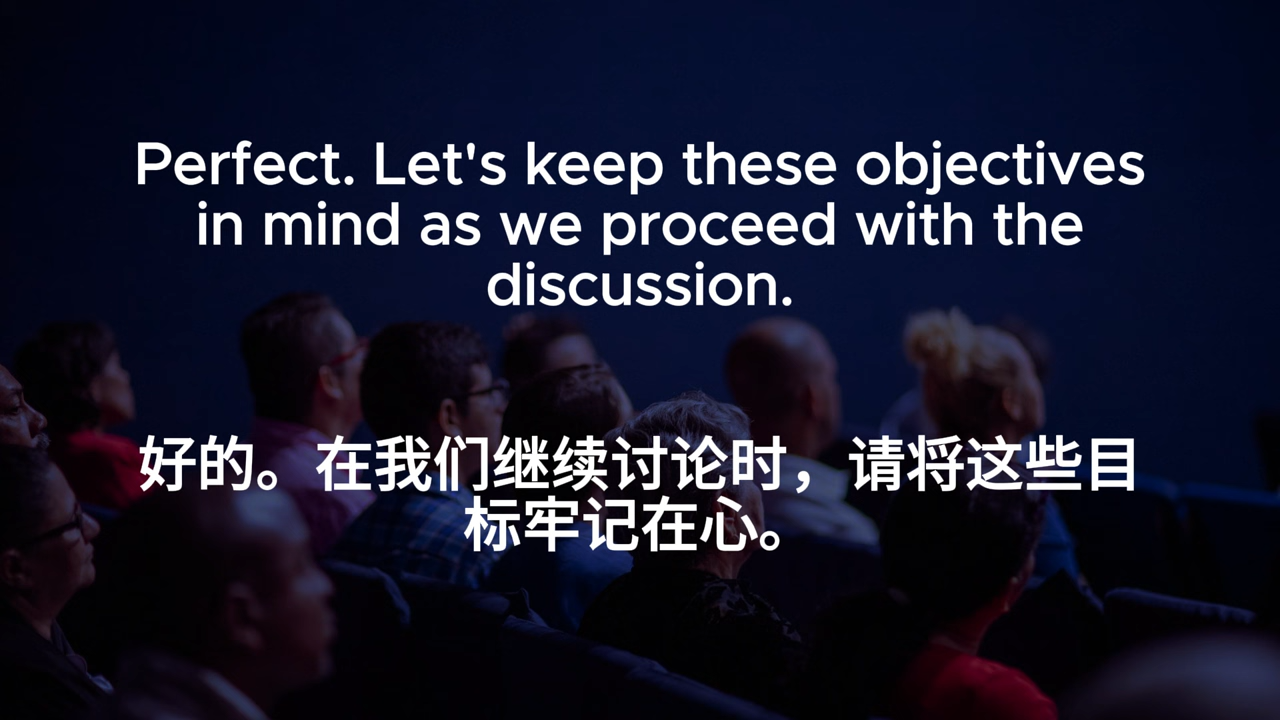 Perfect. Let's keep these objectives
in mind as we proceed with the
discussion.
好的。在我们继续讨论时，请将这些目
标牢记在心。